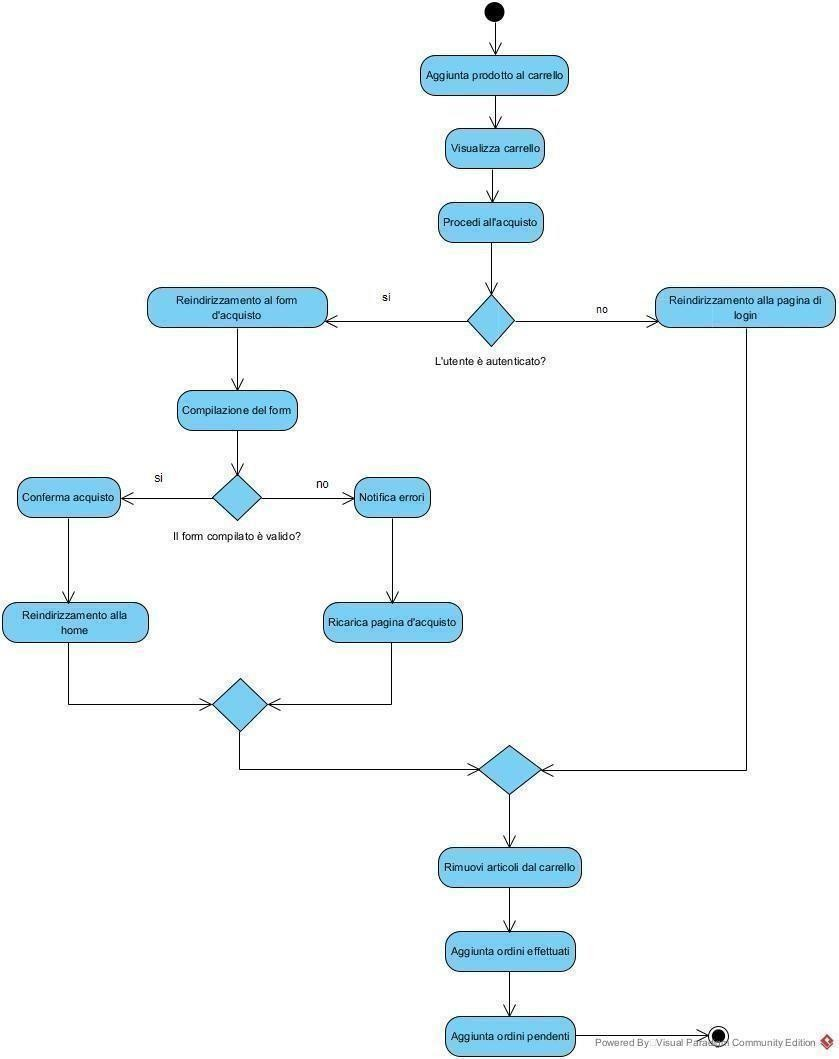 Aggiunta prodotto al carrello
Visualizza carrello
Procedi all'acquisto
si
no
Reindirizzamento al form
d'acquisto
Reindirizzamento alla pagina di
login
L'utente è autenticato?
Compilazione del form
si
no
Conferma acquisto
Notifica errori
Il form compilato è valido?
Reindirizzamento alla
home
Ricarica pagina d'acquisto
Rimuovi articoli dal carrello
Aggiunta ordini effettuati
Aggiunta ordini pendenti
Powered By Visual Paradigm Community Edition